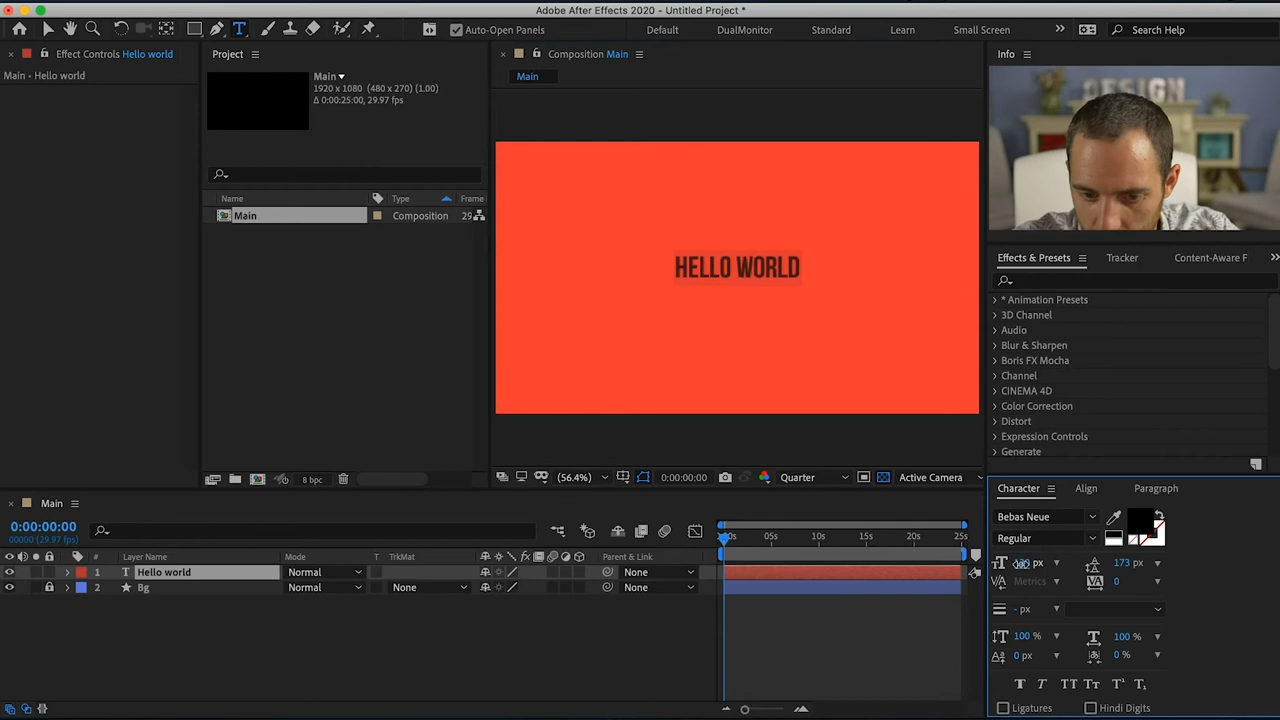 Adobe After Effects 2020 - Untitled Project *
Auto-Open Panels
Default
DualMonitor
Standard
Learn
Small Screen
Search Help
Effect Controls Hello world
Main • Hello world
Project
Main
1920 x 1080 (480 x 270) (1.00)
Δ 0:00:25:00, 29.97 fps
Name
Type
Frame
Main
Composition
29
8 bpc
Composition Main
Main
HELLO WORLD
(56.4%)
0:00:00:00
Quarter
Active Camera
Info
DESIGN
Effects & Presets
Tracker
Content-Aware F
* Animation Presets
3D Channel
Audio
Blur & Sharpen
Boris FX Mocha
Channel
CINEMA 4D
Color Correction
Distort
Expression Controls
Generate
Character
Align
Paragraph
Bebas Neue
Regular
px
173 px
Metrics
0
- px
100 %
100 %
0 px
0 %
Ligatures
Hindi Digits
Main
0:00:00:00
00000 (29.97 fps)
#
Layer Name
Mode
T
TrkMat
Parent & Link
05s
10s
15s
20s
25s
1
Hello world
Normal
None
2
Bg
Normal
None
None